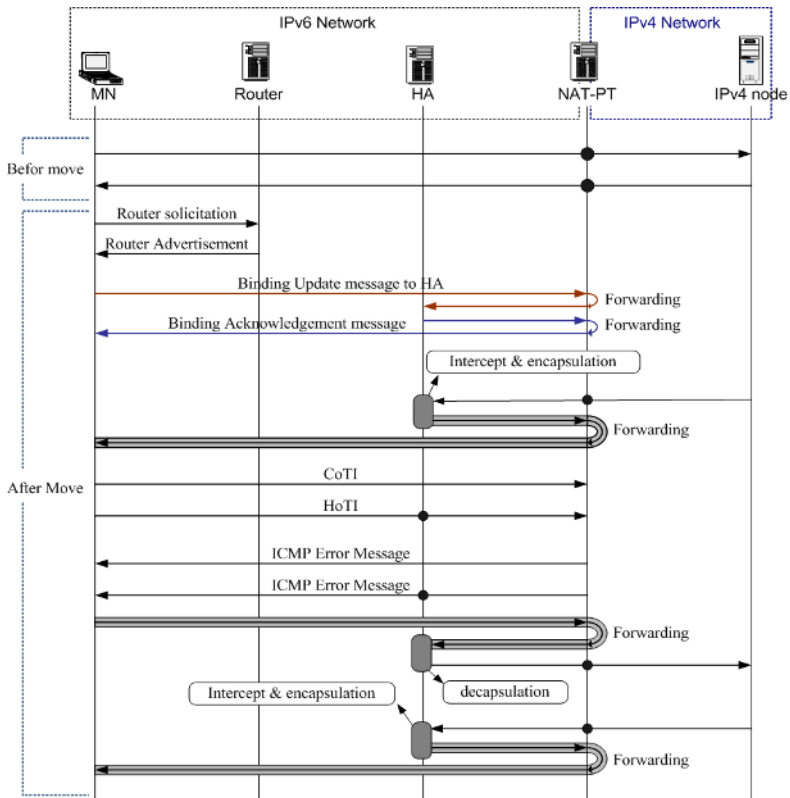 IPv6 Network
IPv4 Network
MN
Router
HA
NAT-PT
IPv4 node
Befor move
Router solicitation
Router Advertisement
Binding Update message to HA
Forwarding
Binding Acknowledgement message
Forwarding
Intercept & encapsulation
Forwarding
After Move
CoTI
HoTI
ICMP Error Message
ICMP Error Message
Forwarding
Intercept & encapsulation
decapsulation
Forwarding